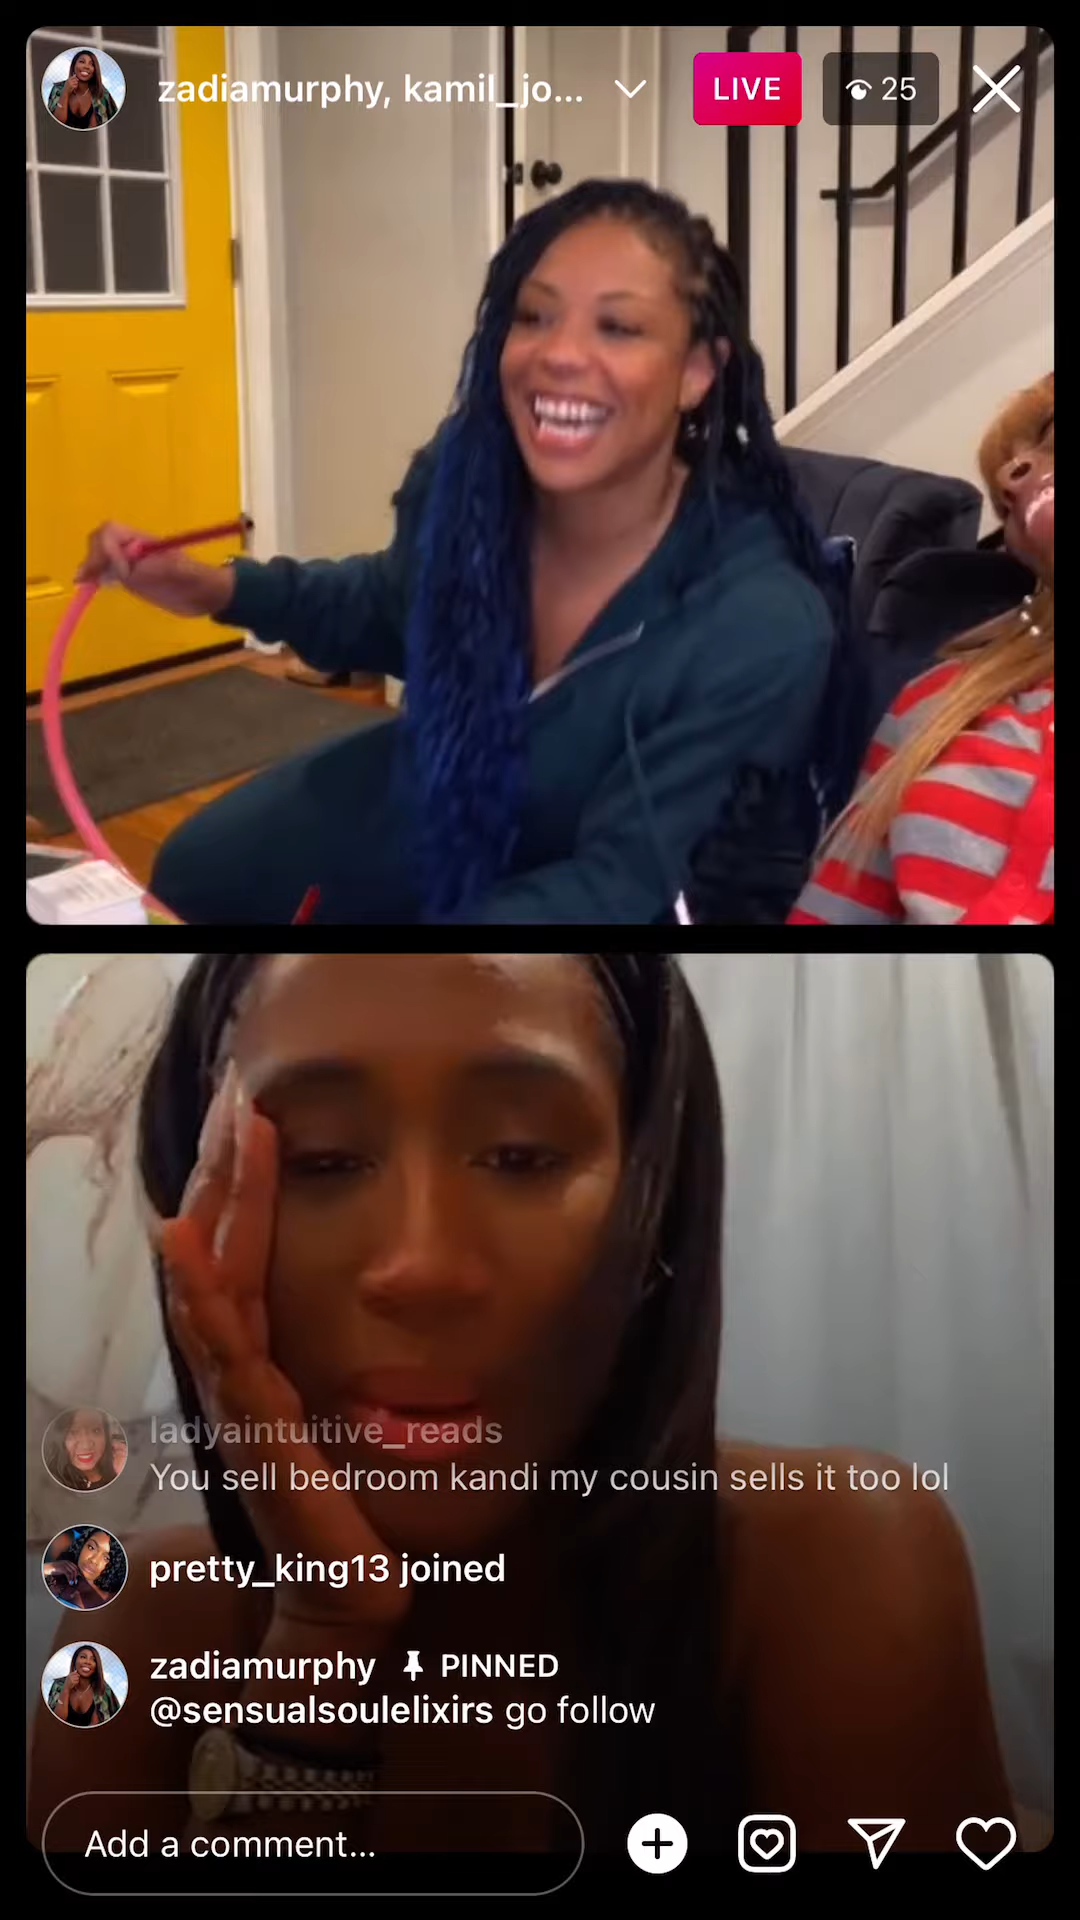 zadiamurphy, kamil_jo...
LIVE
25
ladyaintuitive_reads
You sell bedroom kandi my cousin sells it too lol
pretty_king13 joined
zadiamurphy PINNED
@sensualsoulelixirs go follow
Add a comment...